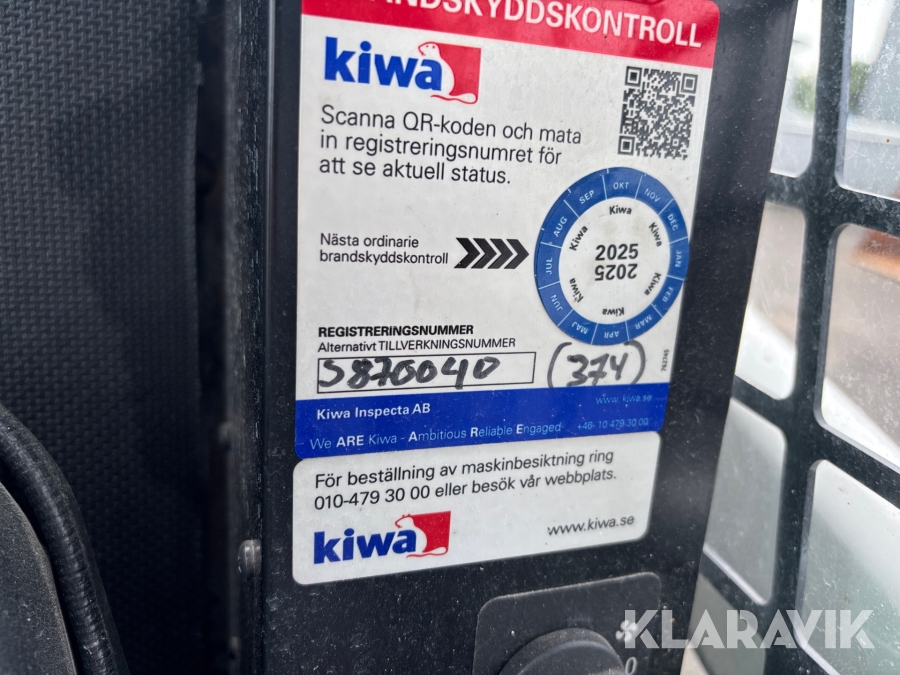 BRANDSKYDDSKONTROLL
kiwa
Scanna QR-koden och mata
in registreringsnumret för
att se aktuell status.
Nästa ordinarie
brandskyddskontroll
OKT NOV DEC JAN FEB MAR APR MAJ JUN JUL AUG SEP
Kiwa Kiwa Kiwa Kiwa Kiwa Kiwa
2025
2025
REGISTRERINGSNUMMER
Alternativt TILLVERKNINGSNUMMER
S870040 (374)
762745
Kiwa Inspecta AB www.kiwa.se
We ARE Kiwa - Ambitious Reliable Engaged +46- 10 479 30 00
För beställning av maskinbesiktning ring
010-479 30 00 eller besök vår webbplats.
kiwa www.kiwa.se
0
KLARAVIK